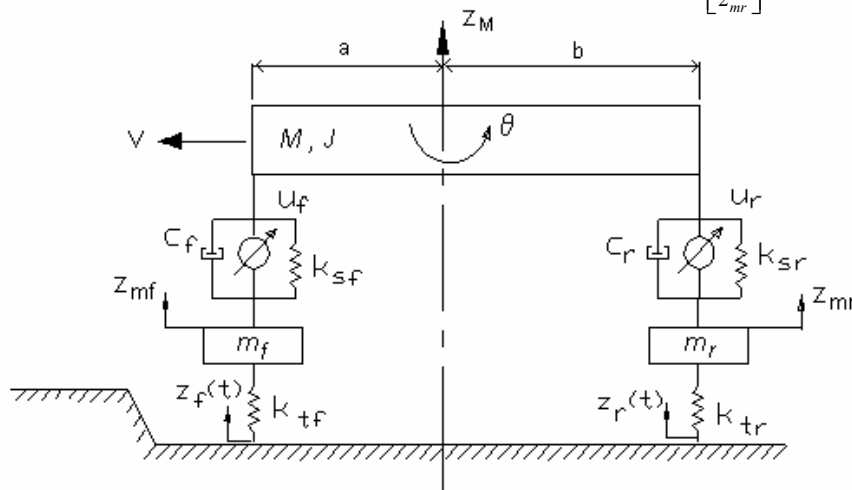 z_mr
Z_M
a b
V M, J θ
u_f u_r
C_f k_sf C_r k_sr
Z_mf Z_mr
m_f m_r
z_f(t) k_tf z_r(t) k_tr